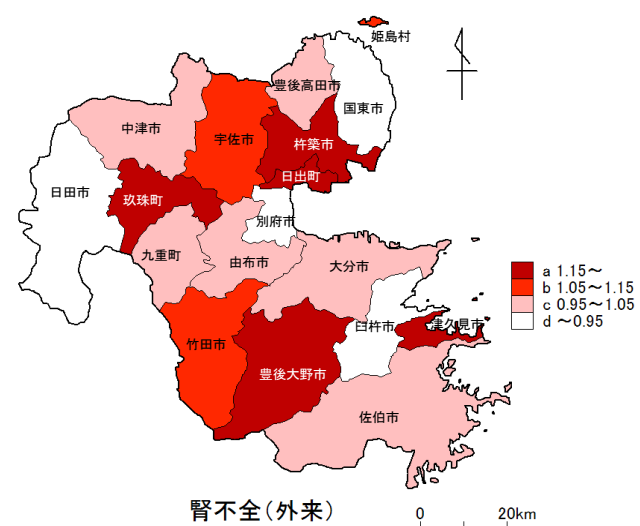 姫島村
豊後高田市
国東市
中津市
宇佐市
杵築市
日出町
日田市
玖珠町
別府市
九重町
由布市
大分市
a 1.15～
b 1.05～1.15
c 0.95～1.05
d ～0.95
臼杵市
津久見市
竹田市
豊後大野市
佐伯市
腎不全（外来）
0 20km